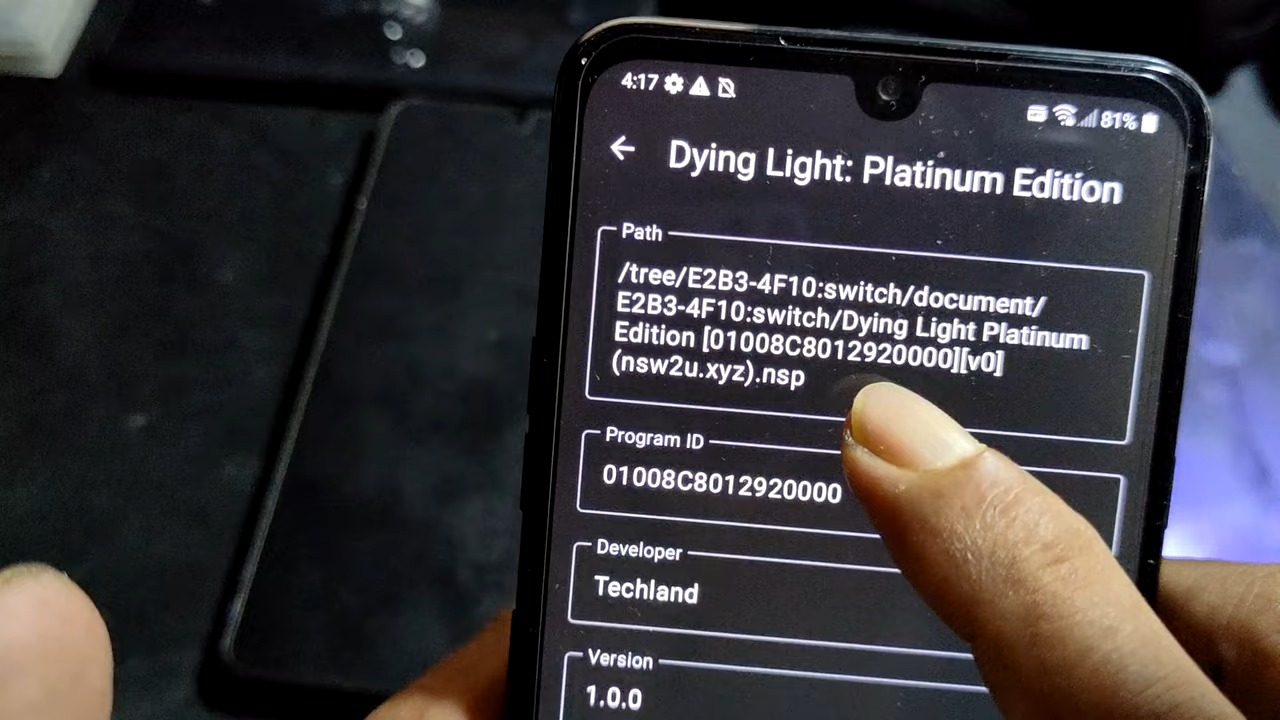 4:17
81%
Dying Light: Platinum Edition
Path
/tree/E2B3-4F10:switch/document/
E2B3-4F10:switch/Dying Light Platinum
Edition [01008C8012920000][v0]
(nsw2u.xyz).nsp
Program ID
01008C8012920000
Developer
Techland
Version
1.0.0